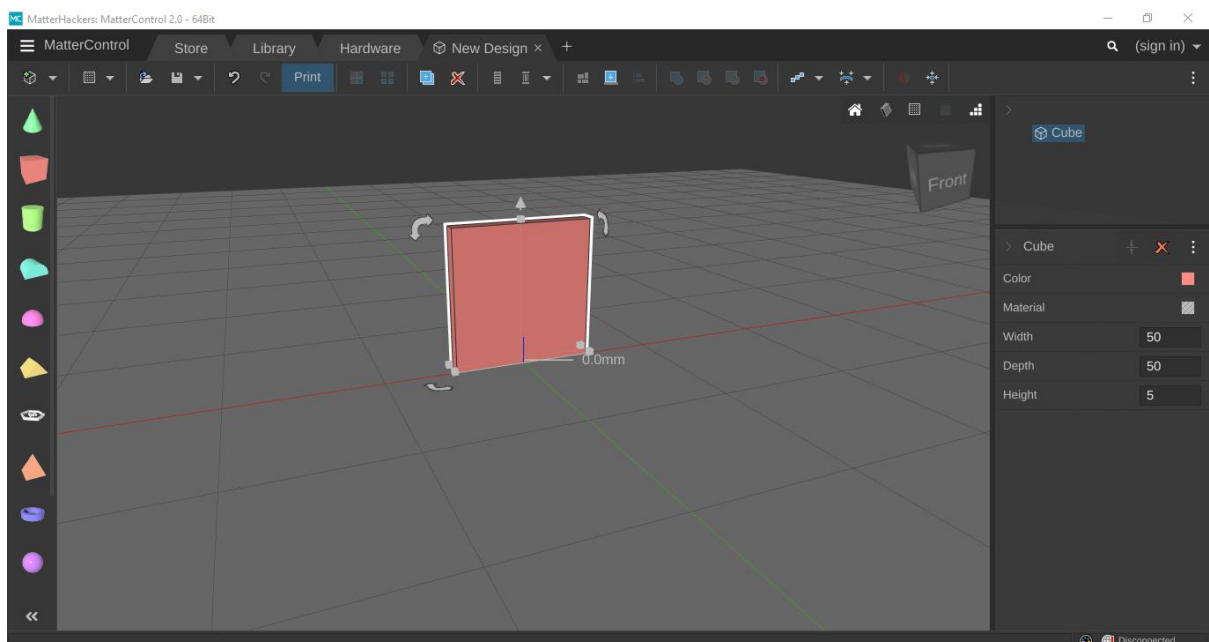 MC MatterHackers: MatterControl 2.0 - 64Bit
MatterControl Store Library Hardware New Design × + (sign in)
Print
Cube
Front
Cube
Color
Material
0.0mm
Width 50
Depth 50
Height 5
Disconnected